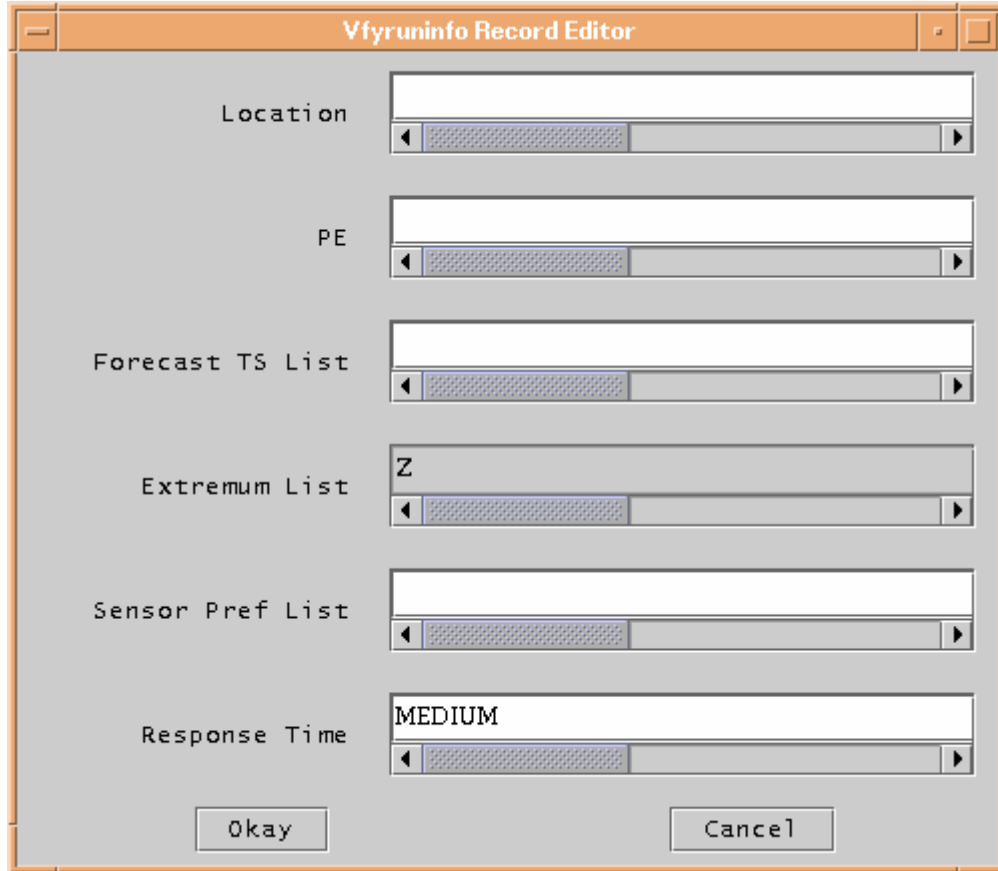 Vfyruninfo Record Editor
Location
PE
Forecast TS List
Extremum List
Z
Sensor Pref List
Response Time
MEDIUM
Okay
Cancel